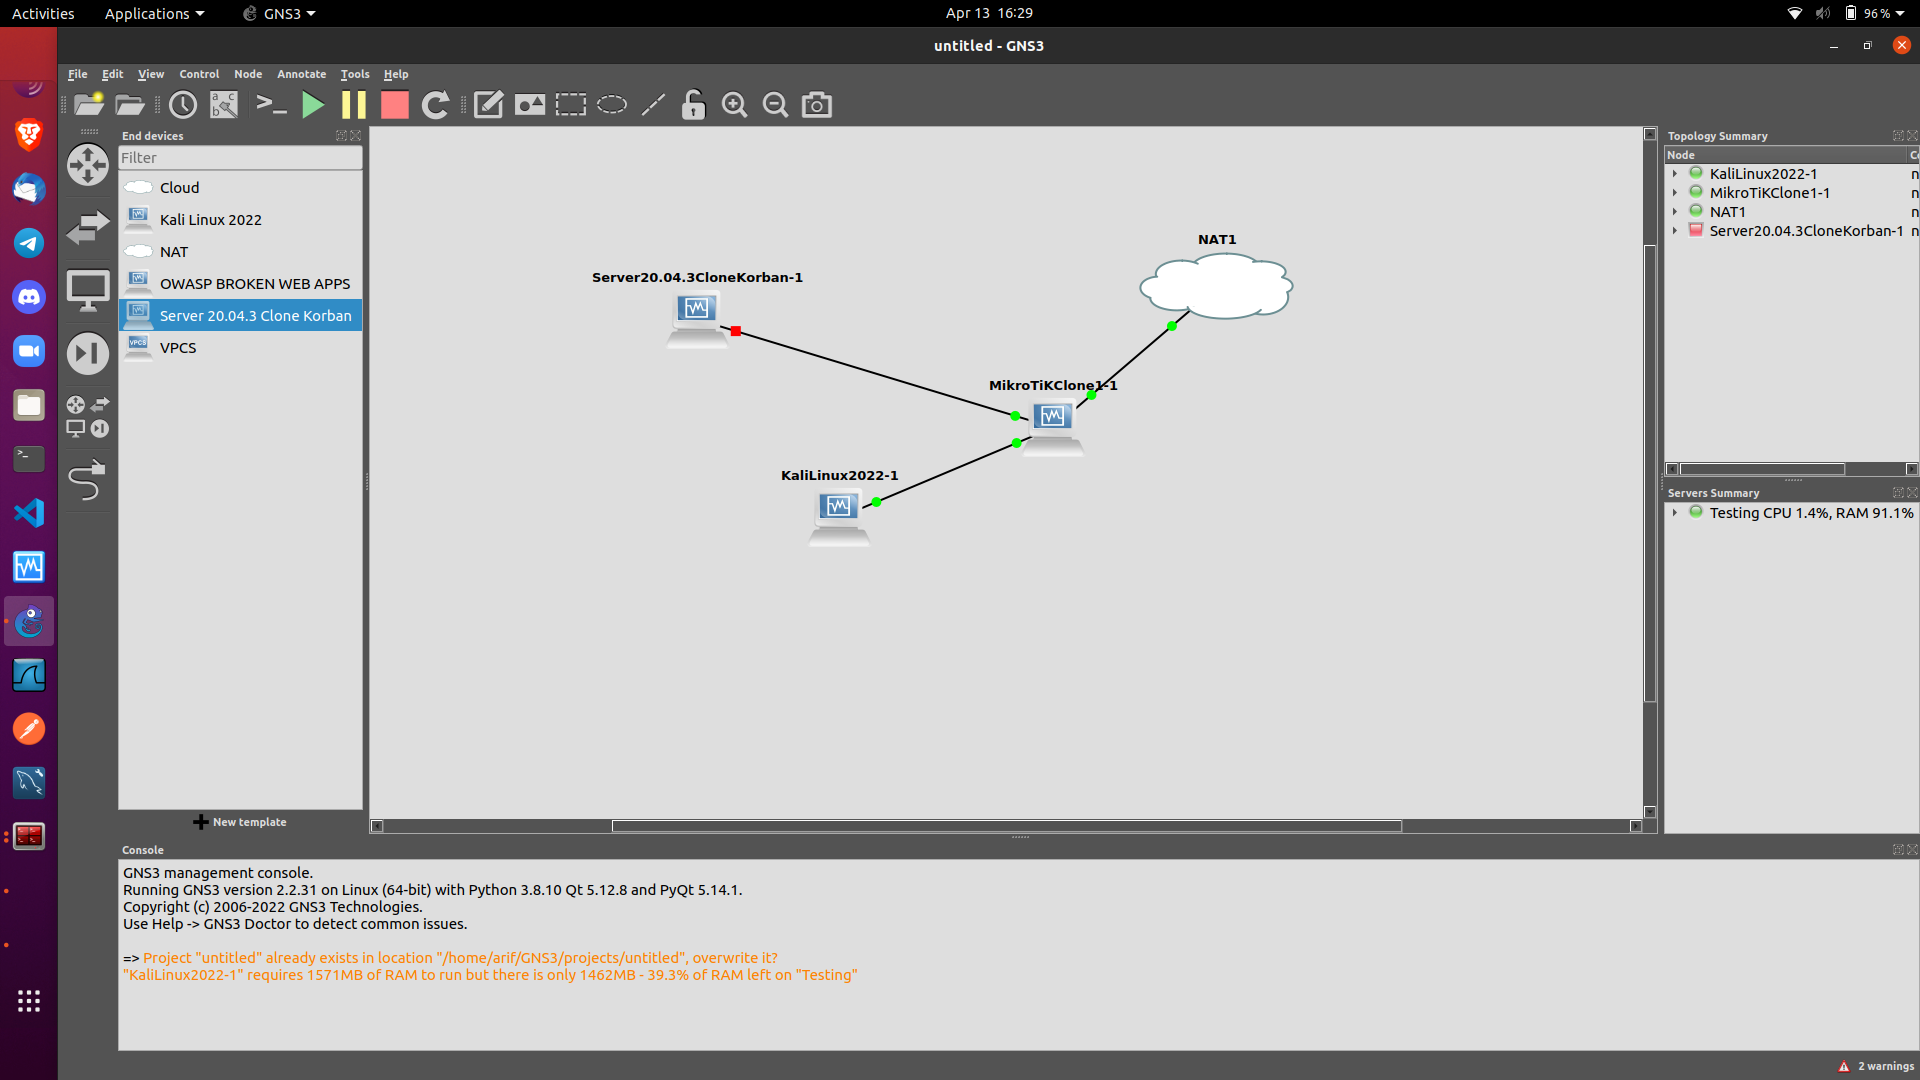 Activities
Applications
GNS3
Apr 13 16:29
96 %
untitled - GNS3
File Edit View Control Node Annotate Tools Help
End devices
Filter
Cloud
Kali Linux 2022
NAT
OWASP BROKEN WEB APPS
Server 20.04.3 Clone Korban
VPCS
New template
NAT1
Server20.04.3CloneKorban-1
MikroTiKClone1-1
KaliLinux2022-1
Topology Summary
Node
KaliLinux2022-1
MikroTiKClone1-1
NAT1
Server20.04.3CloneKorban-1
Servers Summary
Testing CPU 1.4%, RAM 91.1%
Console
GNS3 management console.
Running GNS3 version 2.2.31 on Linux (64-bit) with Python 3.8.10 Qt 5.12.8 and PyQt 5.14.1.
Copyright (c) 2006-2022 GNS3 Technologies.
Use Help -> GNS3 Doctor to detect common issues.
=> Project "untitled" already exists in location "/home/arif/GNS3/projects/untitled", overwrite it?
"KaliLinux2022-1" requires 1571MB of RAM to run but there is only 1462MB - 39.3% of RAM left on "Testing"
2 warnings